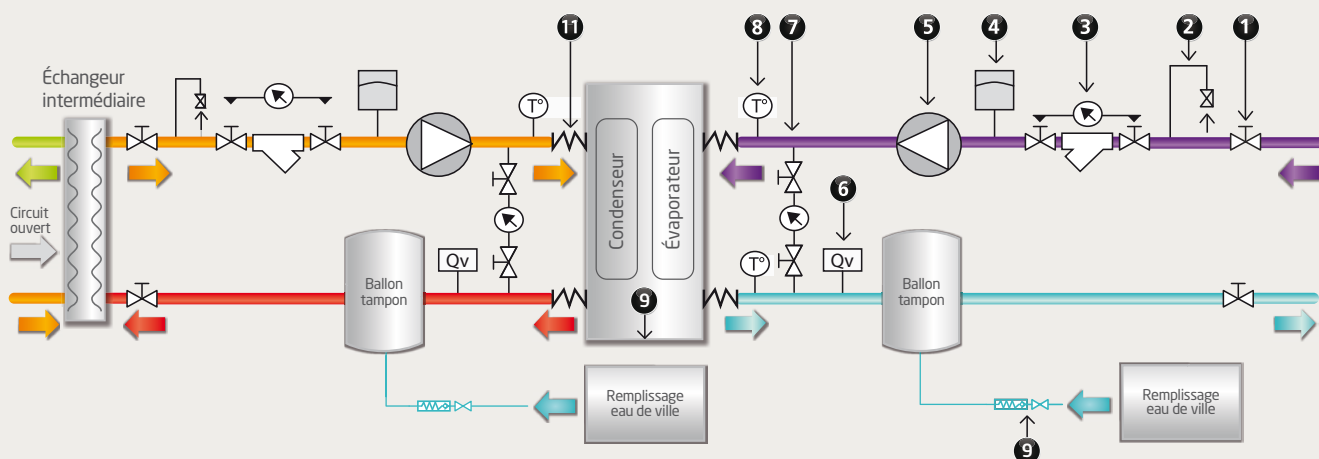 11
8
7
5
4
3
2
1
Échangeur
intermédiaire
T°
T°
Condenseur
Évaporateur
6
Circuit
ouvert
Qv
T°
Qv
Ballon
tampon
Ballon
tampon
9
Remplissage
eau de ville
Remplissage
eau de ville
9